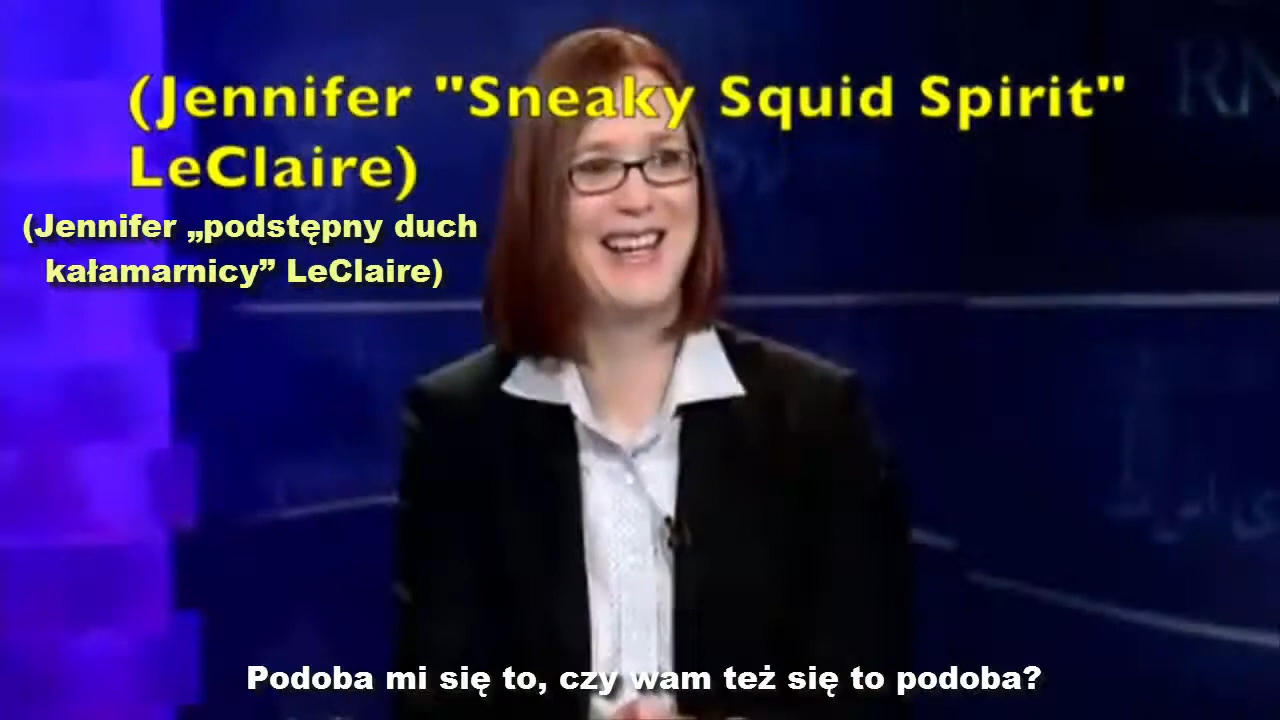 (Jennifer "Sneaky Squid Spirit"
LeClaire)
(Jennifer „podstępny duch
kałamarnicy” LeClaire)
Podoba mi się to, czy wam też się to podoba?